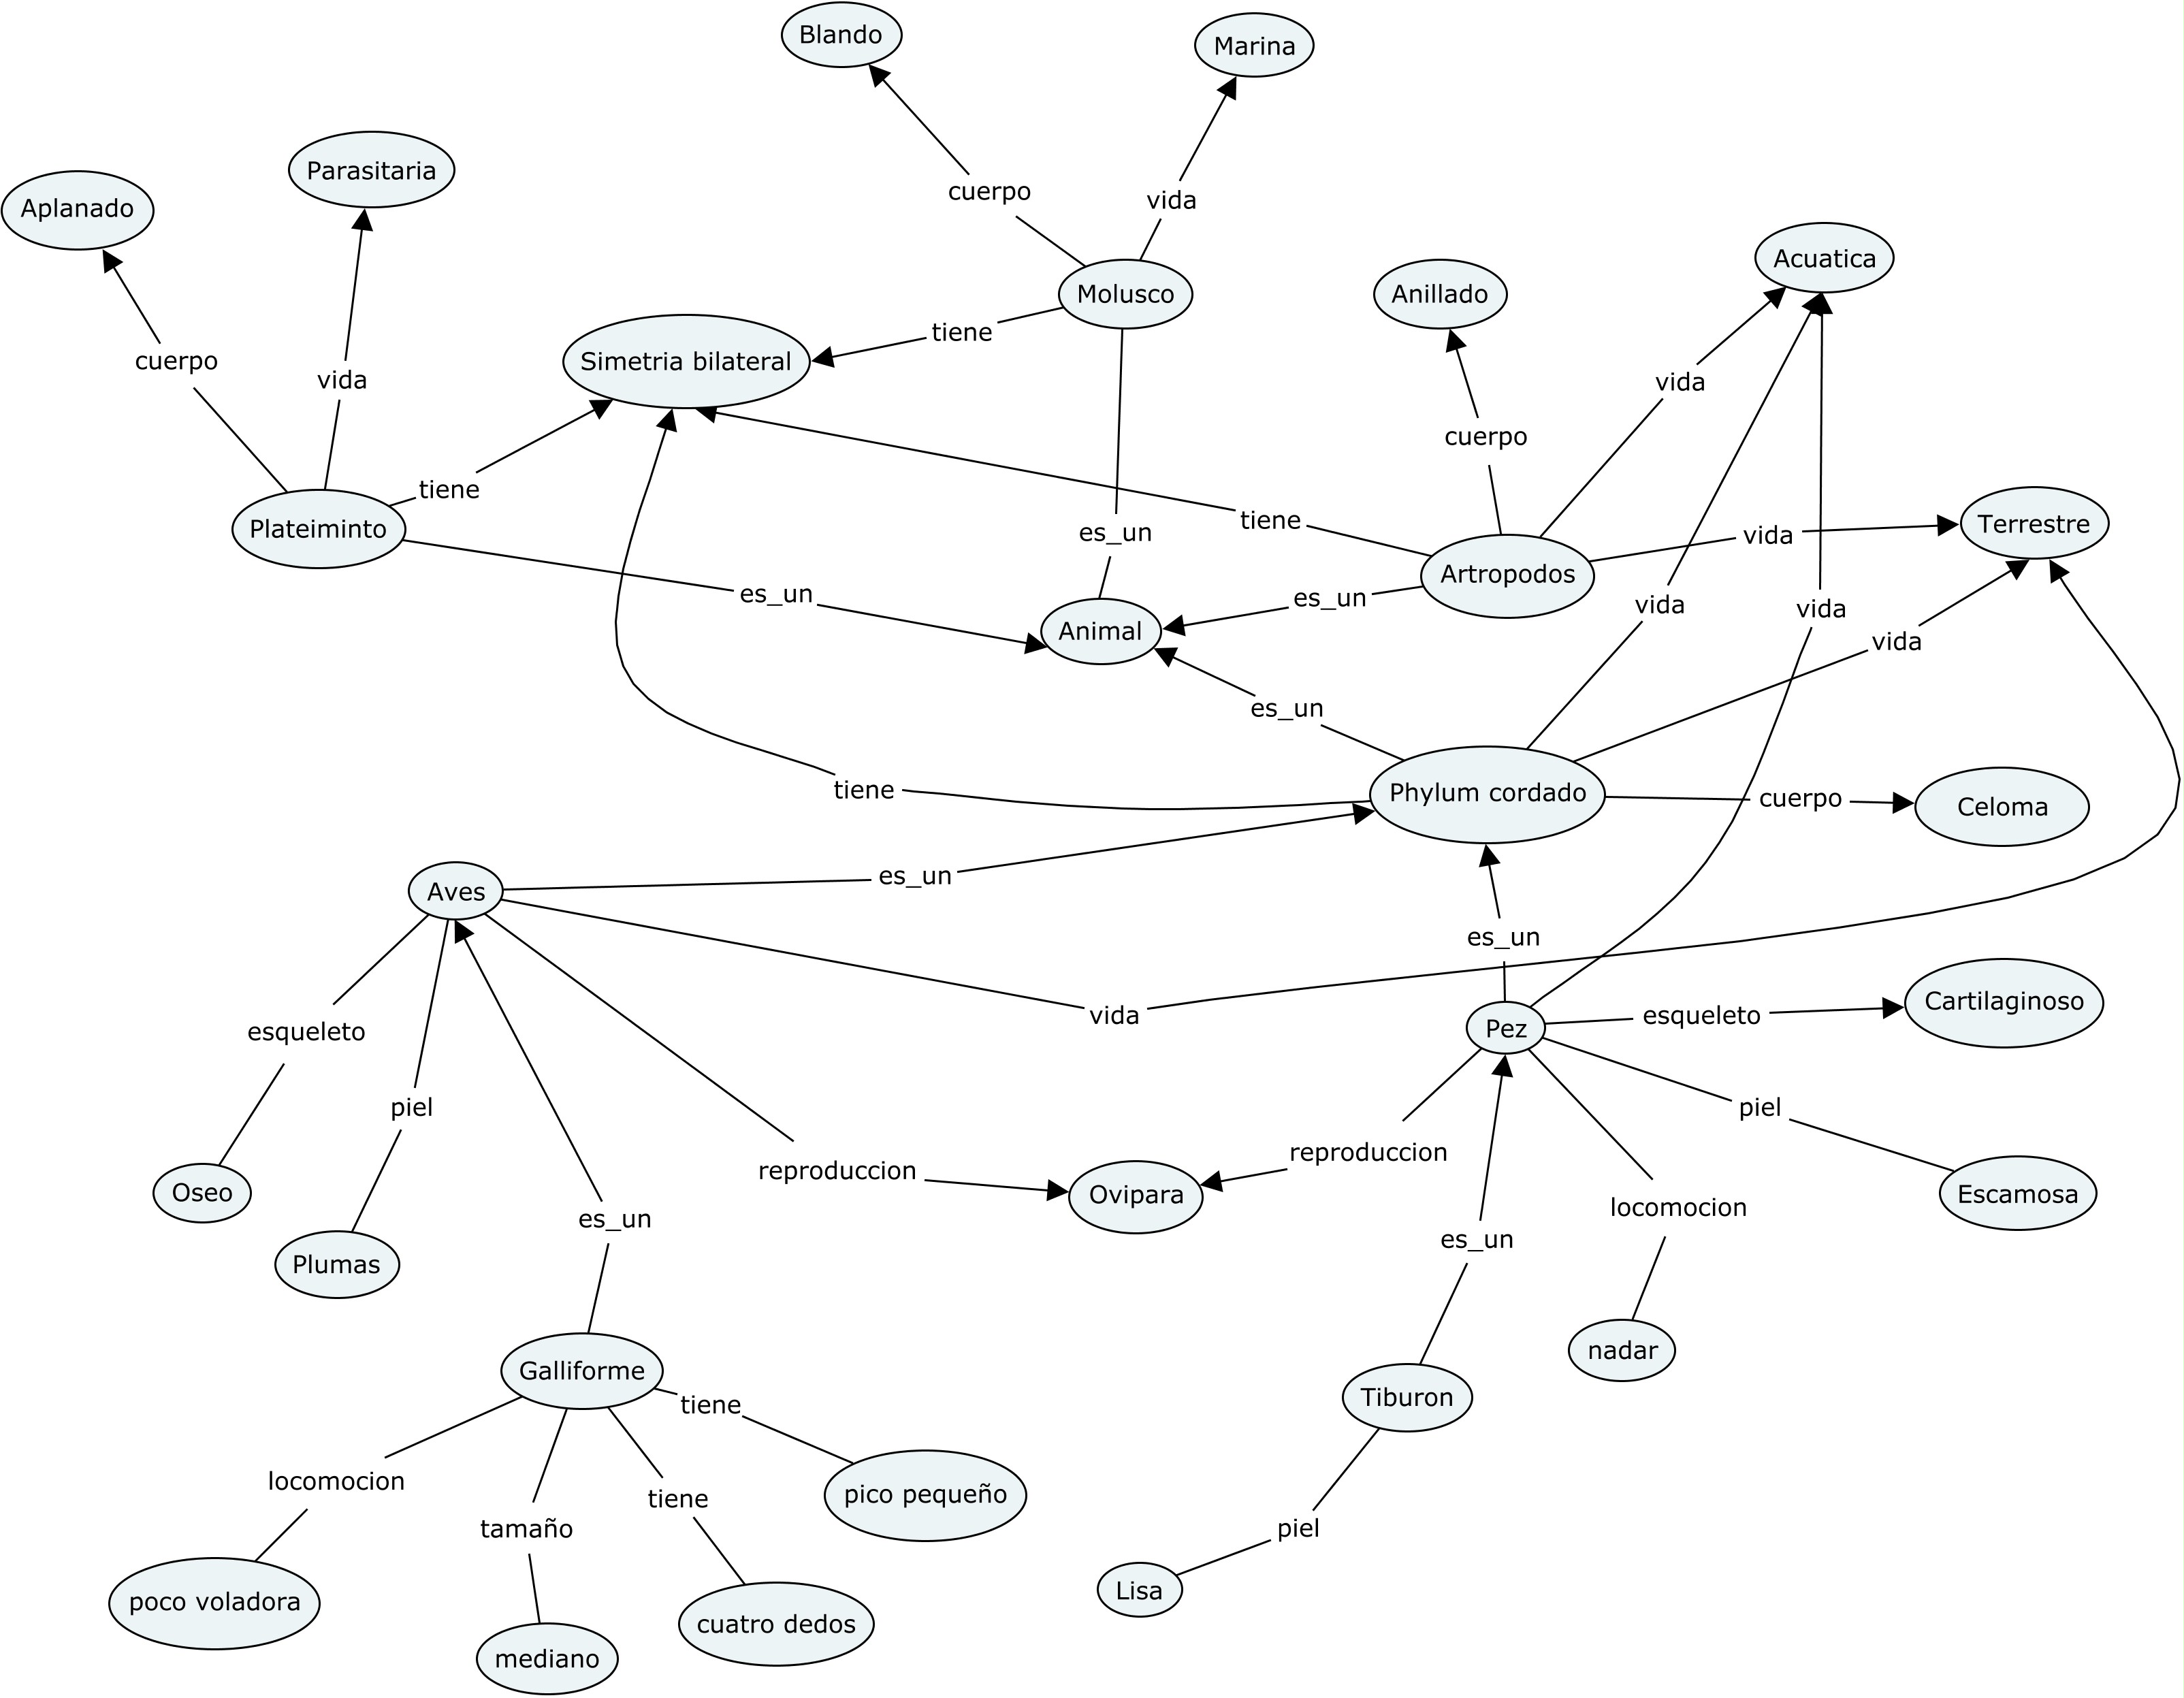 Blando
Marina
Parasitaria
cuerpo
vida
Aplanado
Acuatica
Molusco
Anillado
tiene
Simetria bilateral
cuerpo
vida
vida
cuerpo
tiene
tiene
Terrestre
Plateiminto
es_un
vida
Artropodos
es_un
es_un
vida
vida
Animal
vida
es_un
tiene
Phylum cordado
cuerpo
Celoma
es_un
Aves
es_un
Cartilaginoso
vida
esqueleto
Pez
esqueleto
piel
piel
reproduccion
reproduccion
Oseo
Ovipara
Escamosa
locomocion
es_un
es_un
Plumas
nadar
Galliforme
Tiburon
tiene
locomocion
pico pequeño
tiene
tamaño
piel
Lisa
poco voladora
cuatro dedos
mediano